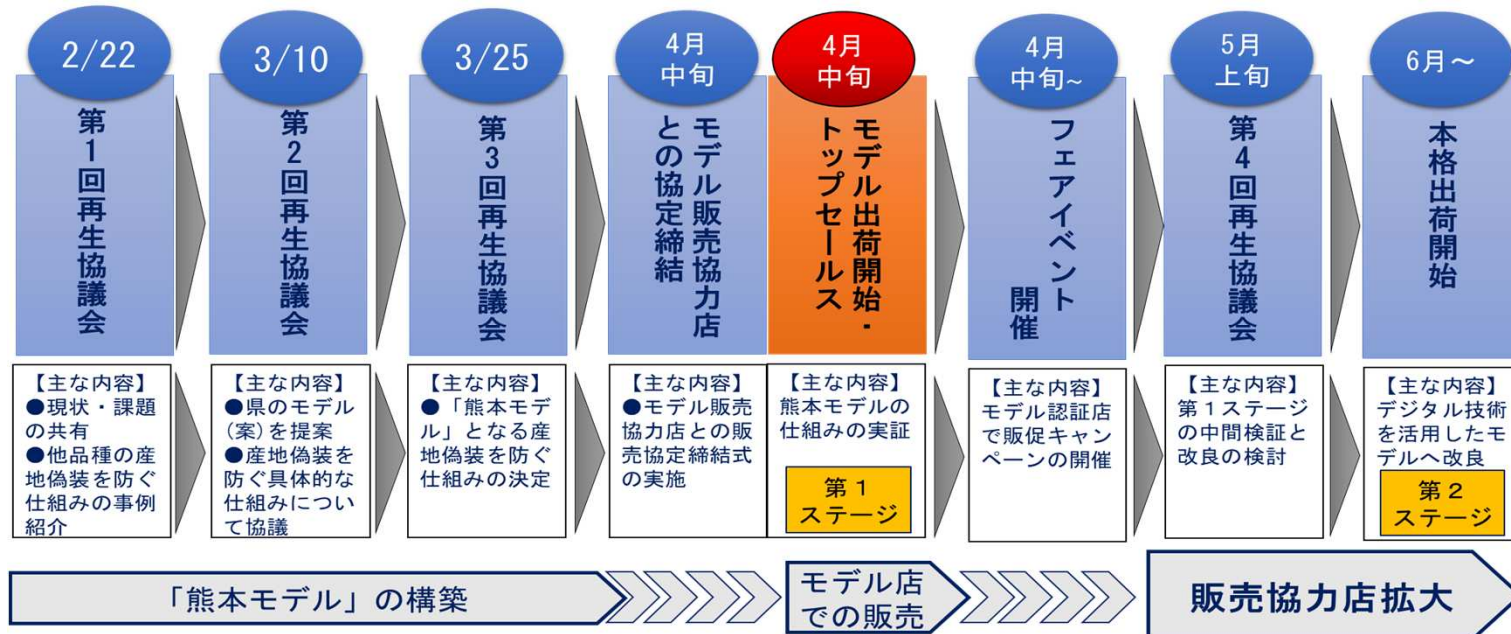 2/22
第1回再生協議会
【主な内容】
●現状・課題
の共有
●他品種の産
地偽装を防ぐ
仕組みの事例
紹介
3/10
第2回再生協議会
【主な内容】
●県のモデル
(案)を提案
●産地偽装を
防ぐ具体的な
仕組みについ
て協議
3/25
第3回再生協議会
【主な内容】
●「熊本モデ
ル」となる産
地偽装を防ぐ
仕組みの決定
4月
中旬
モデル販売協力店
との協定締結
【主な内容】
●モデル販売
協力店との販
売協定締結式
の実施
4月
中旬
モデル出荷開始・
トップセールス
【主な内容】
熊本モデルの
仕組みの実証
第1
ステージ
4月
中旬~
フェアイベント
開催
【主な内容】
モデル認証店
で販促キャン
ペーンの開催
5月
上旬
第4回再生協議会
【主な内容】
第1ステージ
の中間検証と
改良の検討
6月~
本格出荷開始
【主な内容】
デジタル技術
を活用したモ
デルへ改良
第2
ステージ
「熊本モデル」の構築
モデル店
での販売
販売協力店拡大